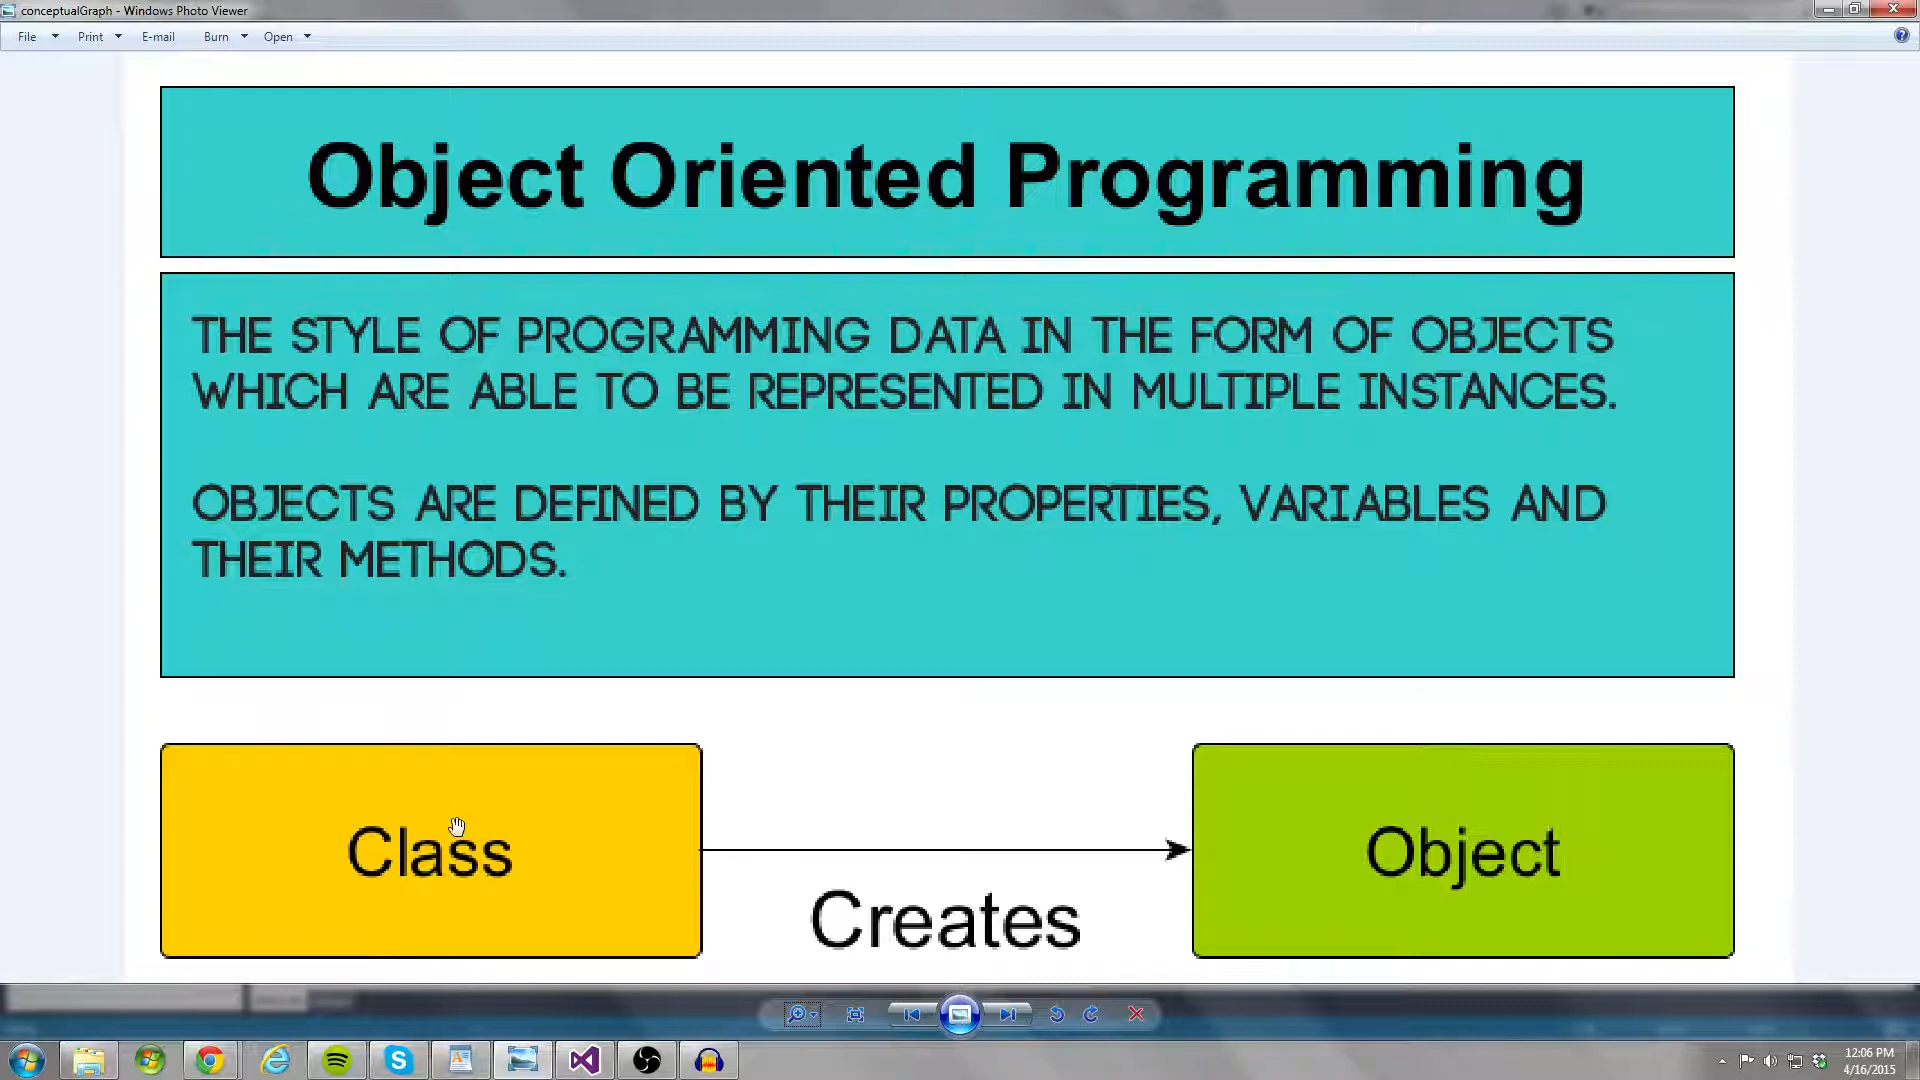 conceptualGraph - Windows Photo Viewer
File Print E-mail Burn Open
Object Oriented Programming
THE STYLE OF PROGRAMMING DATA IN THE FORM OF OBJECTS
WHICH ARE ABLE TO BE REPRESENTED IN MULTIPLE INSTANCES.
OBJECTS ARE DEFINED BY THEIR PROPERTIES, VARIABLES AND
THEIR METHODS.
Class
Object
Creates
12:06 PM
4/16/2015